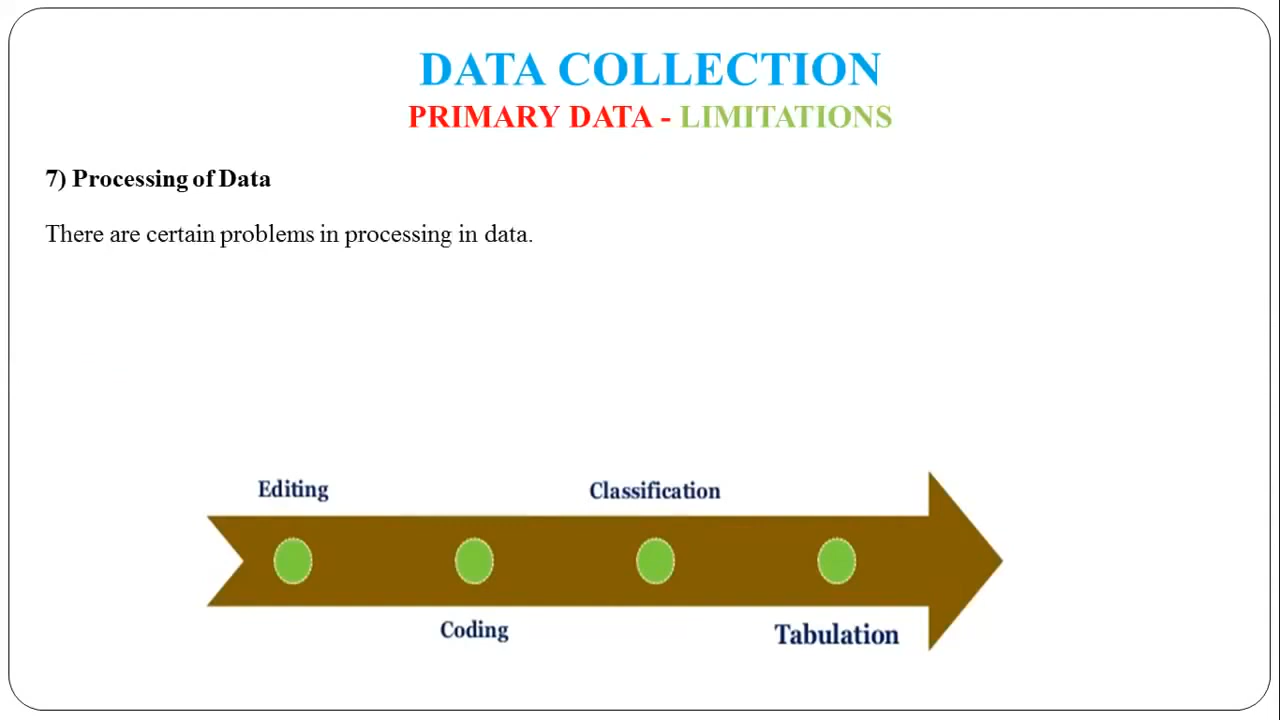 DATA COLLECTION
PRIMARY DATA - LIMITATIONS
7) Processing of Data
There are certain problems in processing in data.
Editing
Classification
Coding
Tabulation